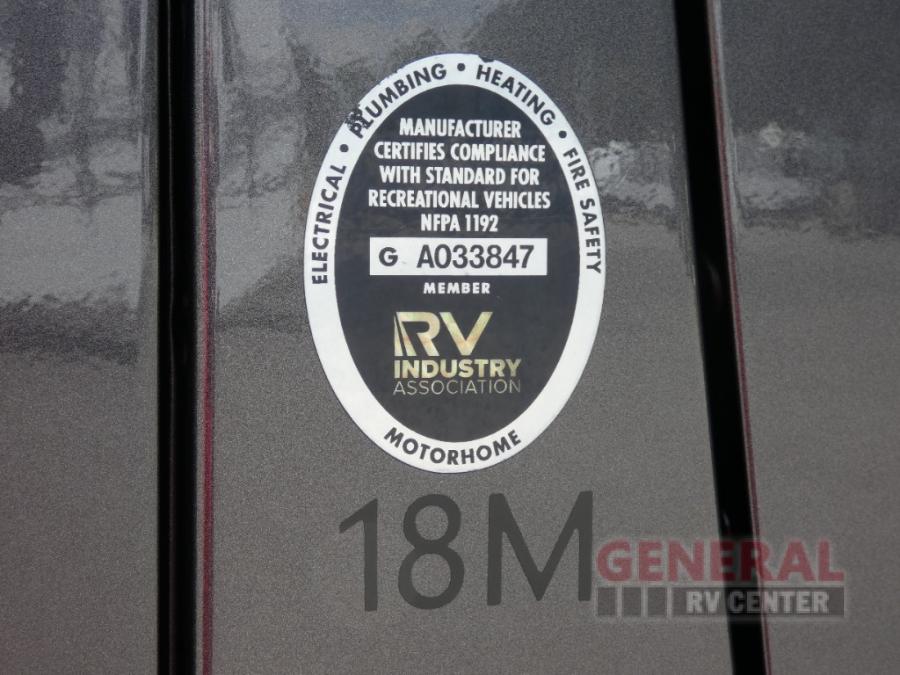 ELECTRICAL • PLUMBING • HEATING • FIRE SAFETY
MANUFACTURER
CERTIFIES COMPLIANCE
WITH STANDARD FOR
RECREATIONAL VEHICLES
NFPA 1192
G A033847
MEMBER
RV
INDUSTRY
ASSOCIATION
MOTORHOME
18M
GENERAL
RV CENTER